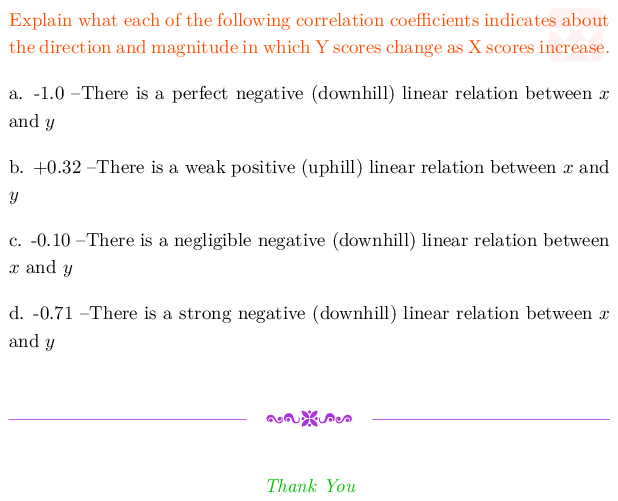 Explain what each of the following correlation coefficients indicates about
the direction and magnitude in which Y scores change as X scores increase.
a. -1.0 –There is a perfect negative (downhill) linear relation between x
and y
b. +0.32 –There is a weak positive (uphill) linear relation between x and
y
c. -0.10 –There is a negligible negative (downhill) linear relation between
x and y
d. -0.71 –There is a strong negative (downhill) linear relation between x
and y
Thank You